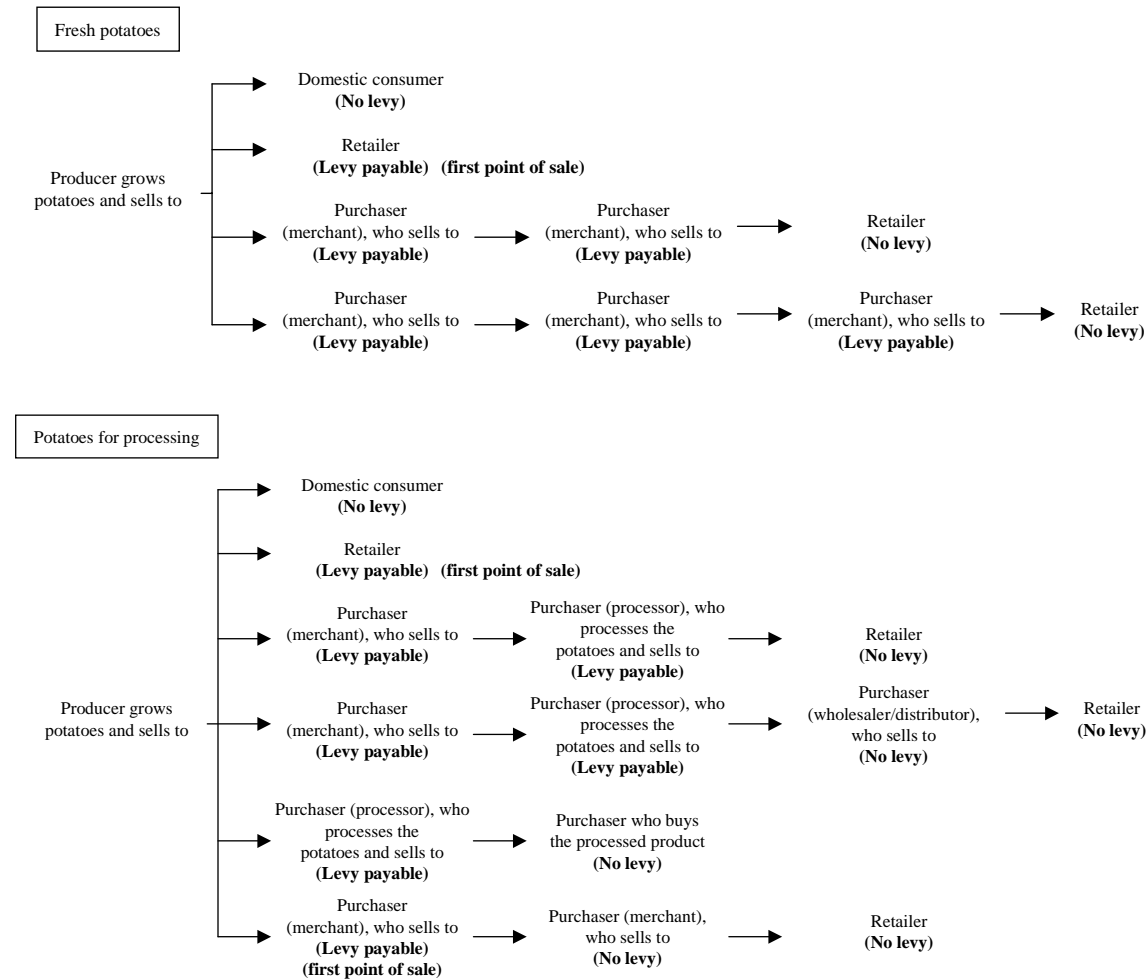 Fresh potatoes
Domestic consumer
(No levy)
Retailer
(Levy payable) (first point of sale)
Producer grows
potatoes and sells to
Purchaser
(merchant), who sells to
(Levy payable)
Purchaser
(merchant), who sells to
(Levy payable)
Retailer
(No levy)
Purchaser
(merchant), who sells to
(Levy payable)
Purchaser
(merchant), who sells to
(Levy payable)
Purchaser
(merchant), who sells to
(Levy payable)
Retailer
(No levy)
Potatoes for processing
Domestic consumer
(No levy)
Retailer
(Levy payable) (first point of sale)
Purchaser
(merchant), who sells to
(Levy payable)
Purchaser (processor), who
processes the
potatoes and sells to
(Levy payable)
Retailer
(No levy)
Producer grows
potatoes and sells to
Purchaser
(merchant), who sells to
(Levy payable)
Purchaser (processor), who
processes the
potatoes and sells to
(Levy payable)
Purchaser
(wholesaler/distributor),
who sells to
(No levy)
Retailer
(No levy)
Purchaser (processor), who
processes the
potatoes and sells to
(Levy payable)
Purchaser who buys
the processed product
(No levy)
Purchaser
(merchant), who sells to
(Levy payable)
(first point of sale)
Purchaser (merchant),
who sells to
(No levy)
Retailer
(No levy)